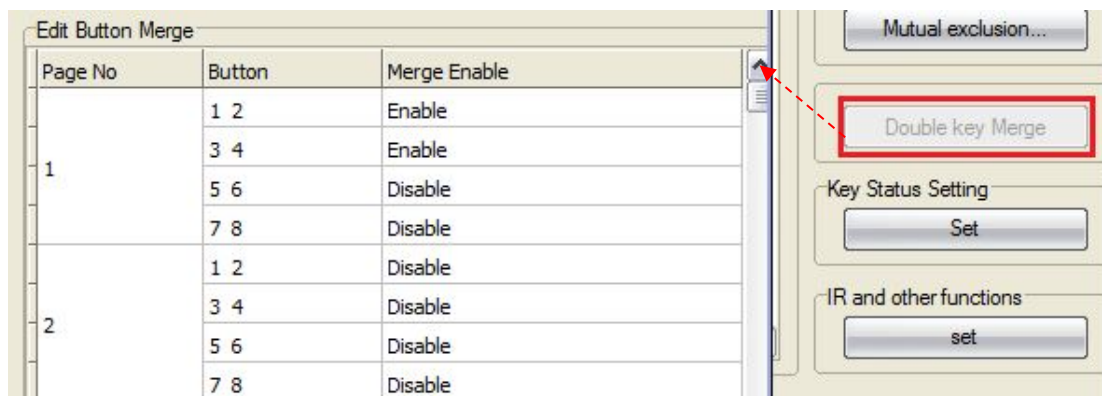 Edit Button Merge
Page No Button Merge Enable
1
1 2 Enable
3 4 Enable
5 6 Disable
7 8 Disable
2
1 2 Disable
3 4 Disable
5 6 Disable
7 8 Disable
Mutual exclusion...
Double key Merge
Key Status Setting
Set
IR and other functions
set